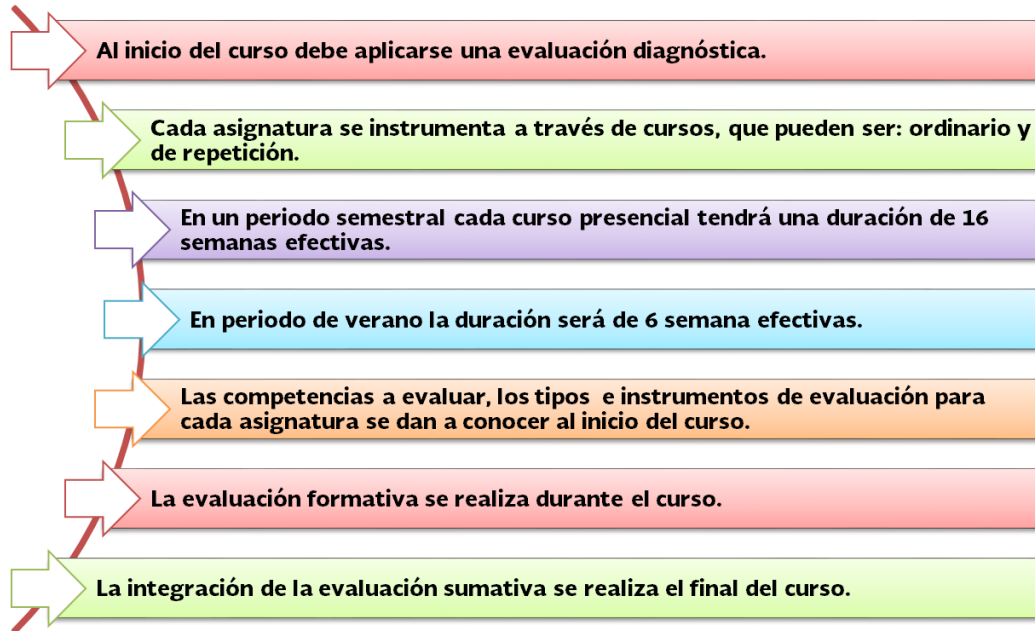 Al inicio del curso debe aplicarse una evaluación diagnóstica.
Cada asignatura se instrumenta a través de cursos, que pueden ser: ordinario y
de repetición.
En un periodo semestral cada curso presencial tendrá una duración de 16
semanas efectivas.
En periodo de verano la duración será de 6 semana efectivas.
Las competencias a evaluar, los tipos e instrumentos de evaluación para
cada asignatura se dan a conocer al inicio del curso.
La evaluación formativa se realiza durante el curso.
La integración de la evaluación sumativa se realiza el final del curso.